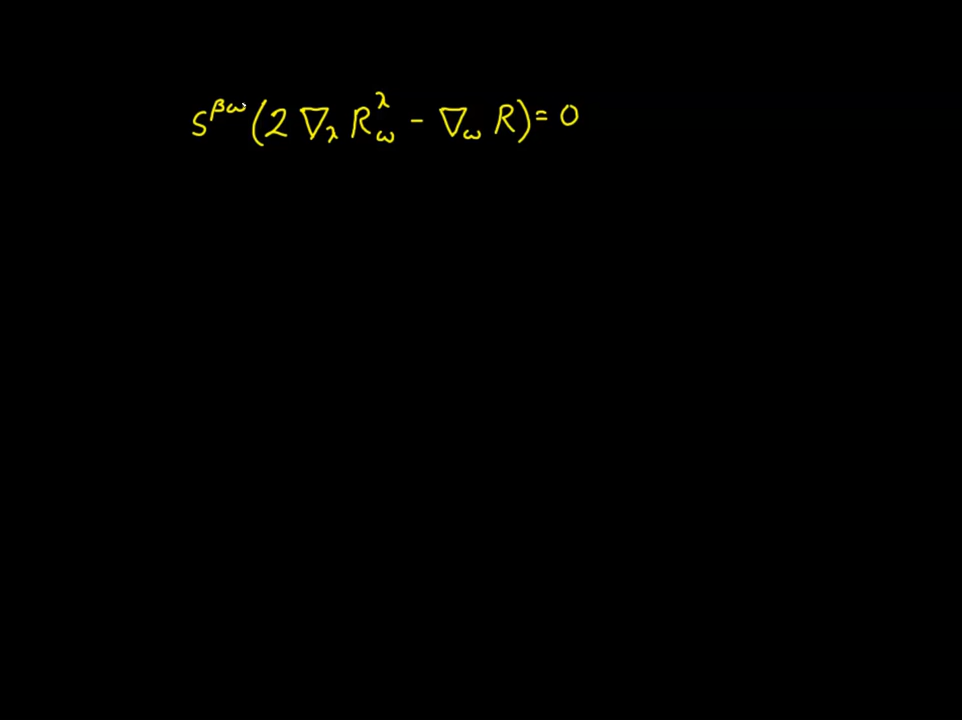 S^{βω}(2 ∇_λ R^λ_ω - ∇_ω R) = 0